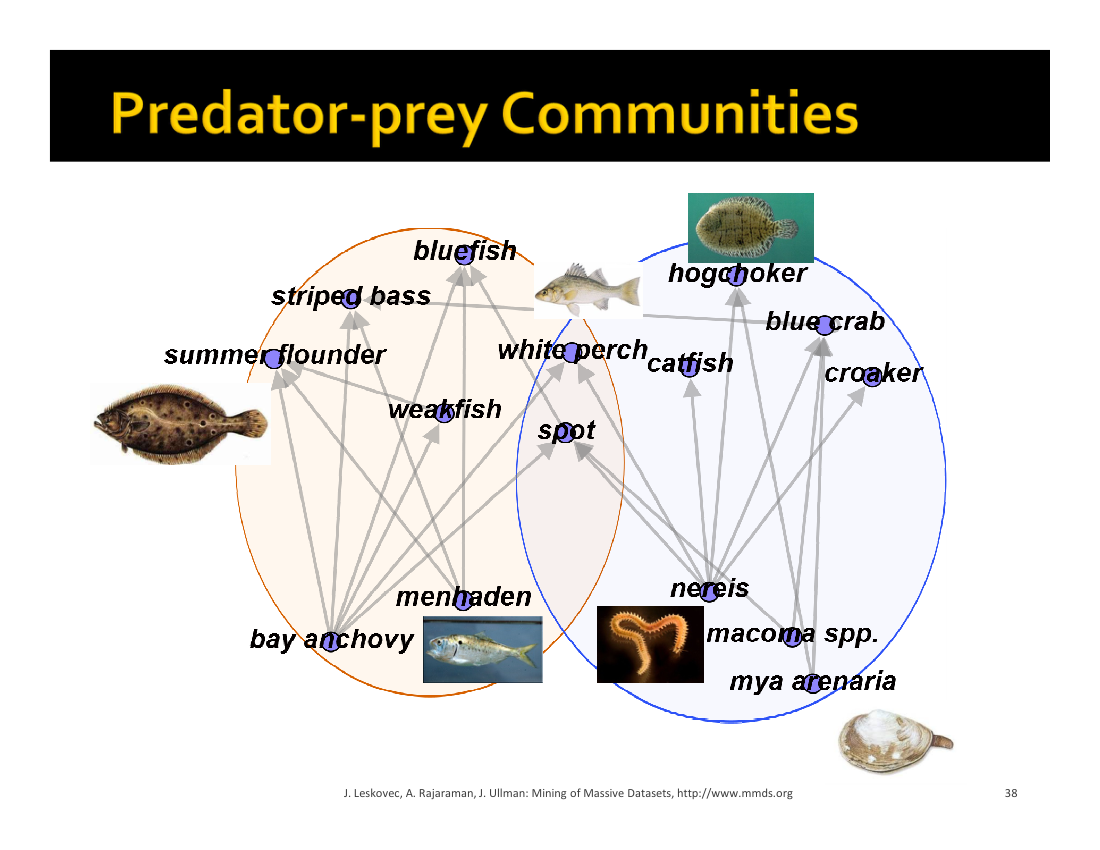 Predator-prey Communities
bluefish
hogchoker
striped bass
blue crab
summer flounder
white perch
catfish
croaker
weakfish
spot
menhaden
nereis
bay anchovy
macoma spp.
mya arenaria
J. Leskovec, A. Rajaraman, J. Ullman: Mining of Massive Datasets, http://www.mmds.org
38